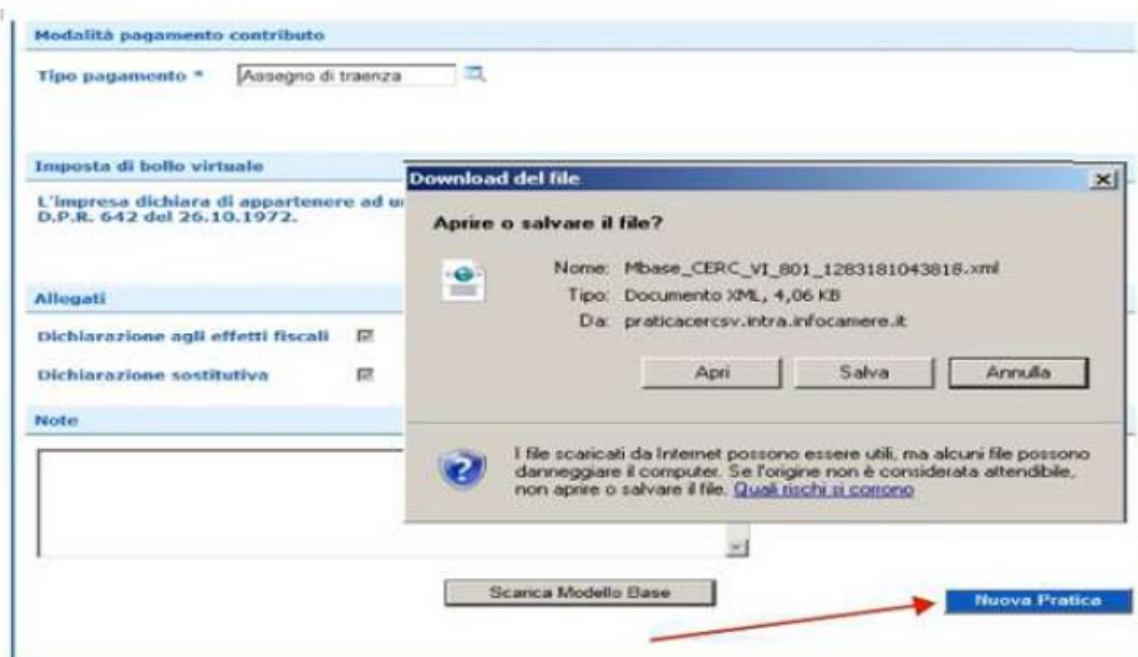 Modalità pagamento contributo
Tipo pagamento * Assegno di traenza
Imposta di bollo virtuale
L'impresa dichiara di appartenere ad
D.P.R. 642 del 26.10.1972.
Download del file
Aprire o salvare il file?
Nome: Mbase_CERC_VI_801_1283181043818.xml
Tipo: Documento XML, 4,06 KB
Da: praticacercsv.intra.infocamere.it
Apri Salva Annulla
I file scaricati da Internet possono essere utili, ma alcuni file possono
danneggiare il computer. Se l'origine non è considerata attendibile,
non aprire o salvare il file. Quali rischi si corrono
Allegati
Dichiarazione agli effetti fiscali
Dichiarazione sostitutiva
Note
Scarica Modello Base
Nuova Pratica